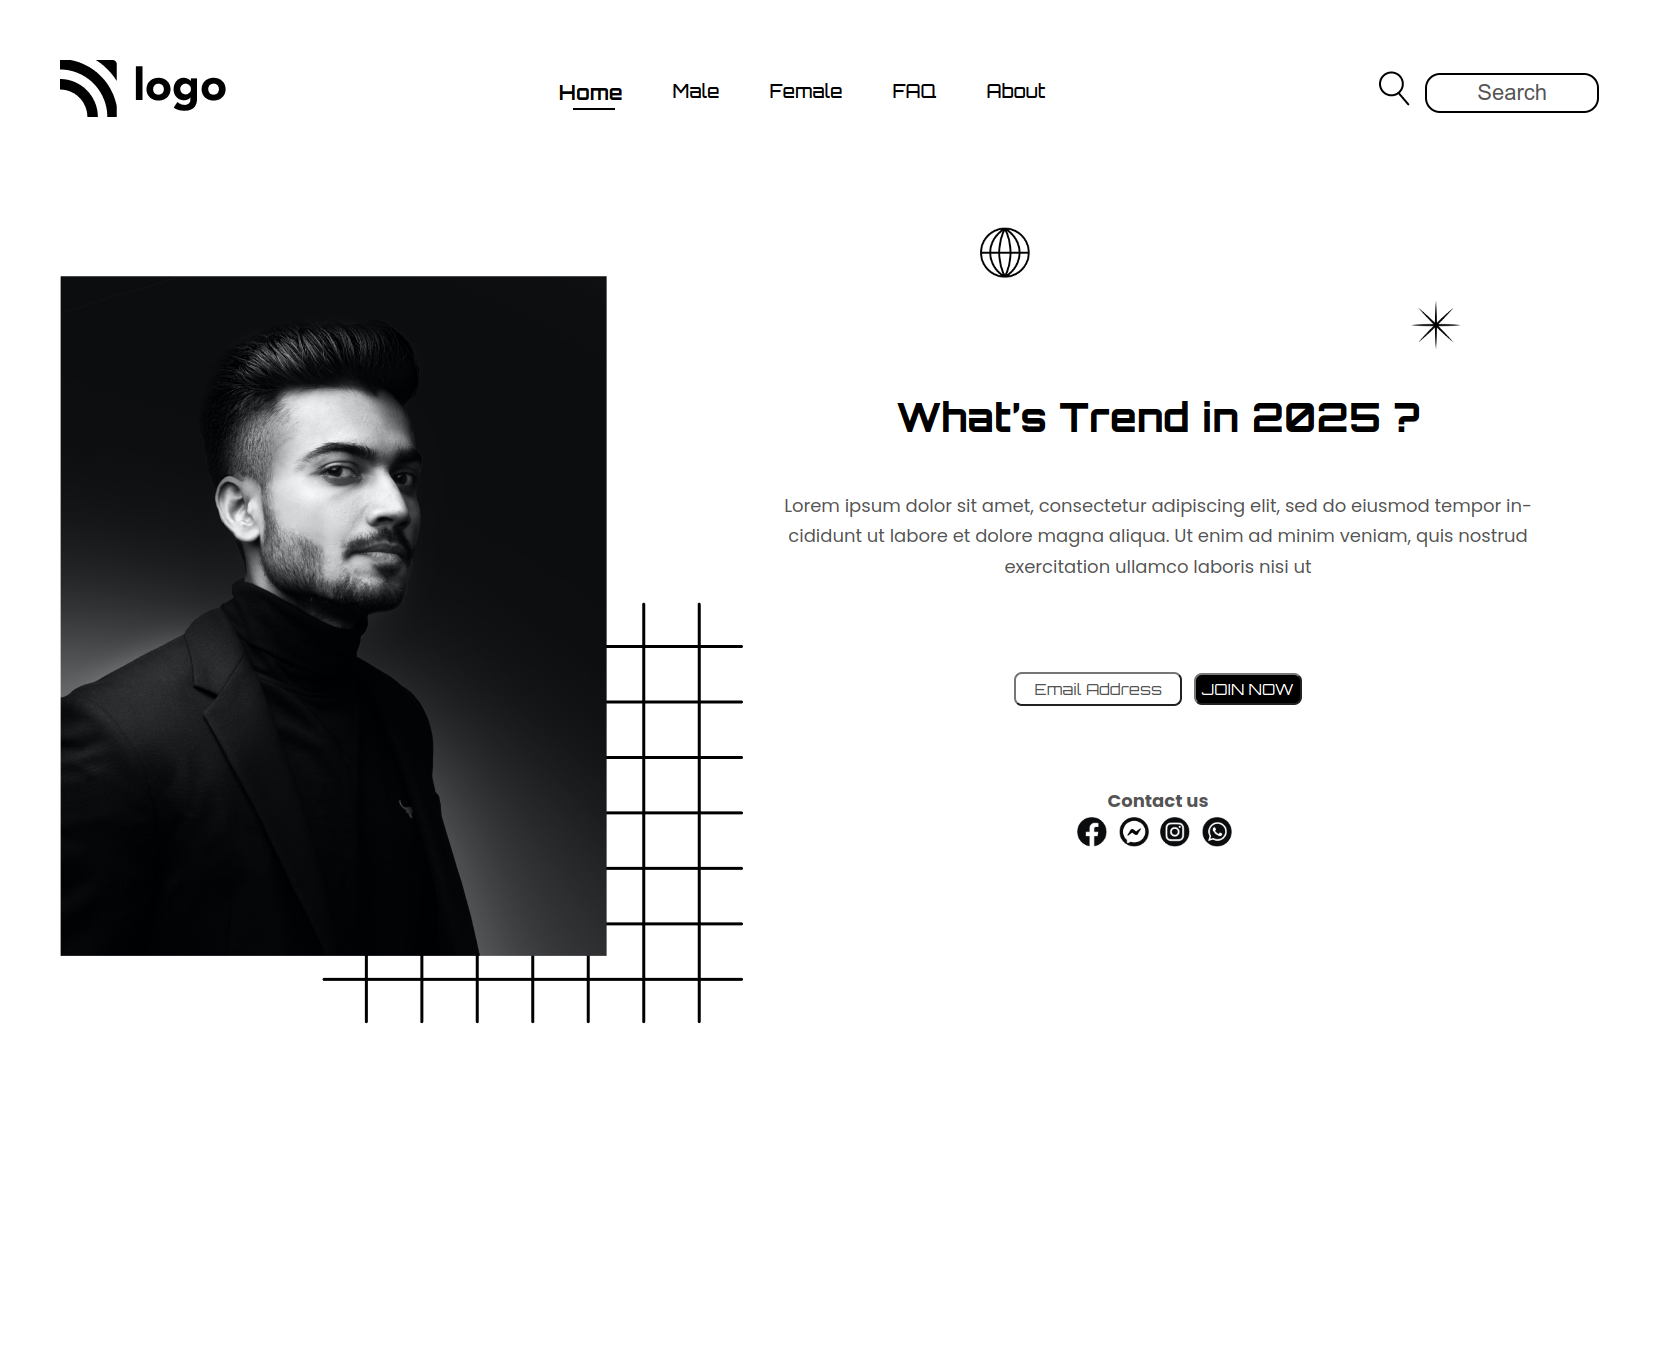 logo
Home
Male
Female
FAQ
About
Search
What's Trend in 2025 ?
Lorem ipsum dolor sit amet, consectetur adipiscing elit, sed do eiusmod tempor in-
cididunt ut labore et dolore magna aliqua. Ut enim ad minim veniam, quis nostrud
exercitation ullamco laboris nisi ut
Email Address
JOIN NOW
Contact us